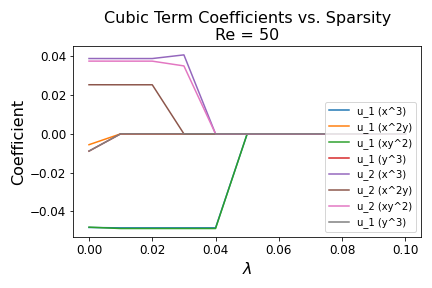 Cubic Term Coefficients vs. Sparsity
Re = 50
Coefficient
0.04
0.02
0.00
−0.02
−0.04
u_1 (x^3)
u_1 (x^2y)
u_1 (xy^2)
u_1 (y^3)
u_2 (x^3)
u_2 (x^2y)
u_2 (xy^2)
u_1 (y^3)
0.00 0.02 0.04 0.06 0.08 0.10
λ